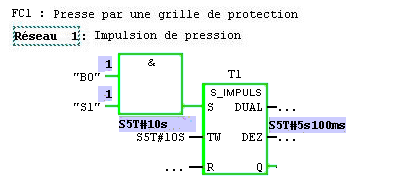 FC1 : Presse par une grille de protection
Réseau 1: Impulsion de pression
1
&
"B0"
T1
1
S_IMPULS
"S1"
S DUAL ...
S5T#10s
S5T#5s100ms
S5T#10S TW DEZ ...
... R Q